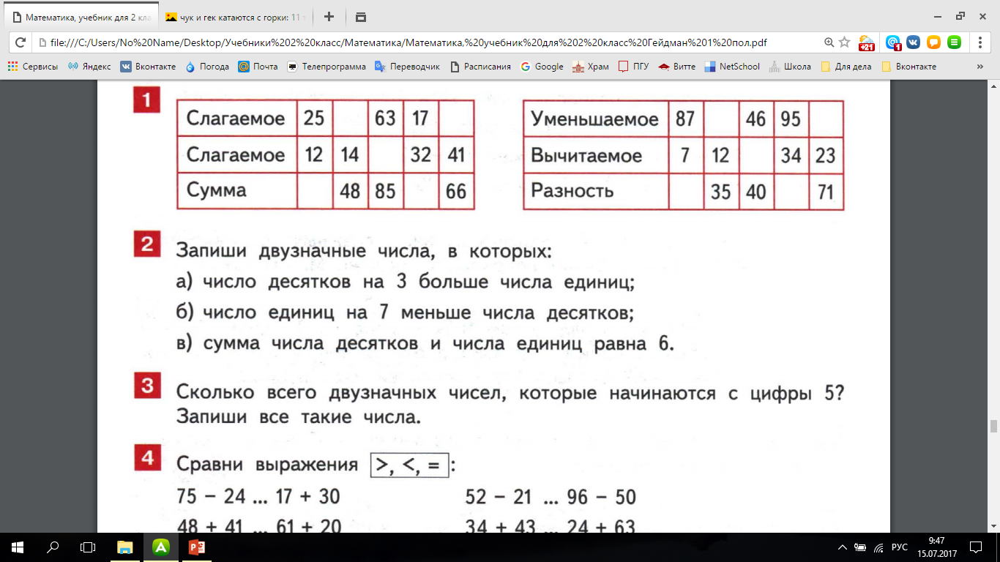 Математика, учебник для 2 кла
чук и гек катаются с горки: 11 т
file:///C:/Users/No%20Name/Desktop/Учебники%202%20класс/Математика/Математика,%20учебник%20для%202%20класс%20Гейдман%201%20пол.pdf
+21
1
Сервисы Яндекс Вконтакте Погода Почта Телепрограмма Переводчик Расписания Google Храм ПГУ Витте NetSchool Школа Для дела Вконтакте »
1
Слагаемое 25 63 17
Слагаемое 12 14 32 41
Сумма 48 85 66
Уменьшаемое 87 46 95
Вычитаемое 7 12 34 23
Разность 35 40 71
2 Запиши двузначные числа, в которых:
а) число десятков на 3 больше числа единиц;
б) число единиц на 7 меньше числа десятков;
в) сумма числа десятков и числа единиц равна 6.
3 Сколько всего двузначных чисел, которые начинаются с цифры 5?
Запиши все такие числа.
4 Сравни выражения >, <, = :
75 – 24 ... 17 + 30 52 – 21 ... 96 – 50
48 + 41 ... 61 + 20 34 + 43 ... 24 + 63
РУС
9:47
15.07.2017